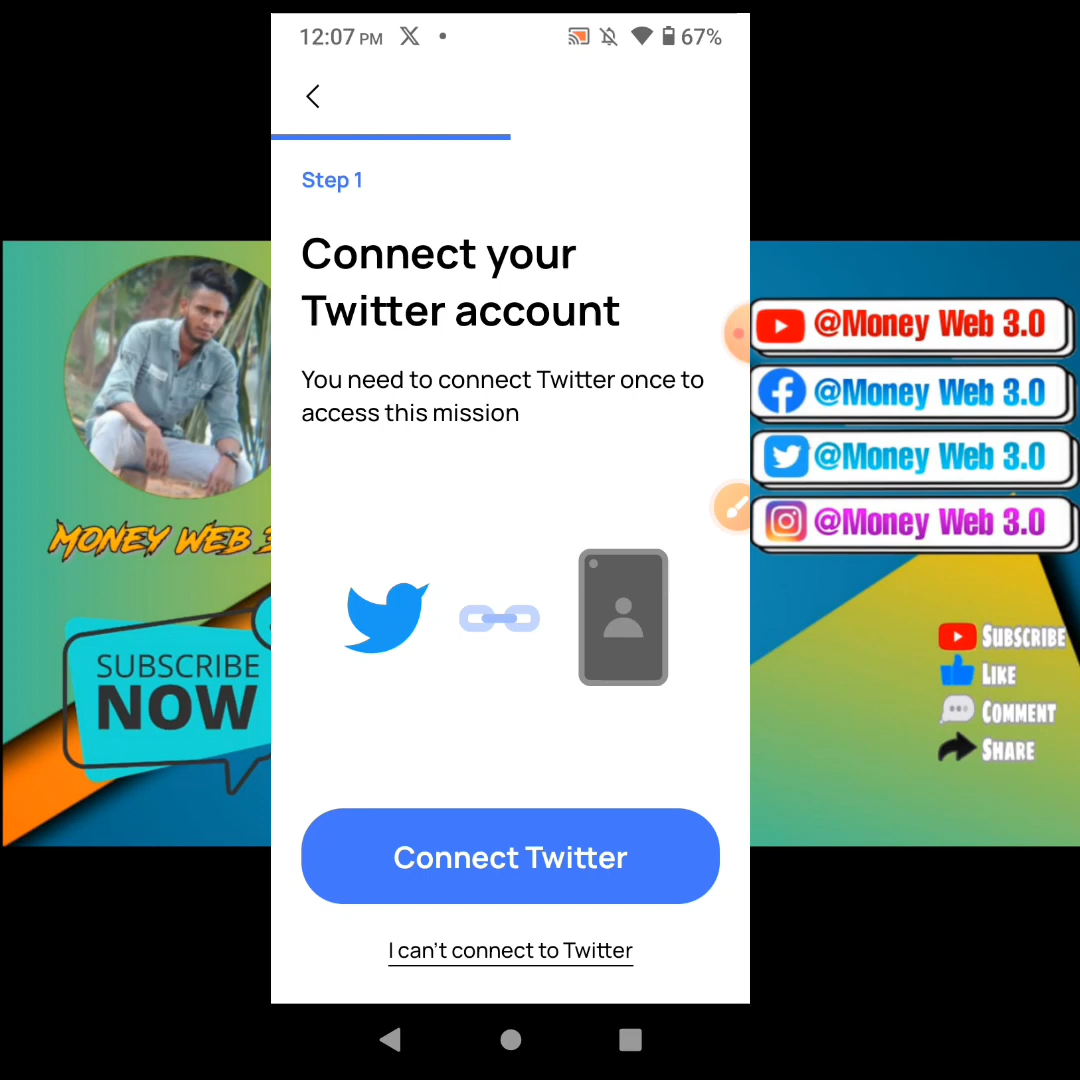 12:07 PM
67%
Step 1
Connect your
Twitter account
You need to connect Twitter once to
access this mission
Connect Twitter
I can't connect to Twitter
MONEY WEB 3
SUBSCRIBE
NOW
@Money Web 3.0
@Money Web 3.0
@Money Web 3.0
@Money Web 3.0
SUBSCRIBE
LIKE
COMMENT
SHARE